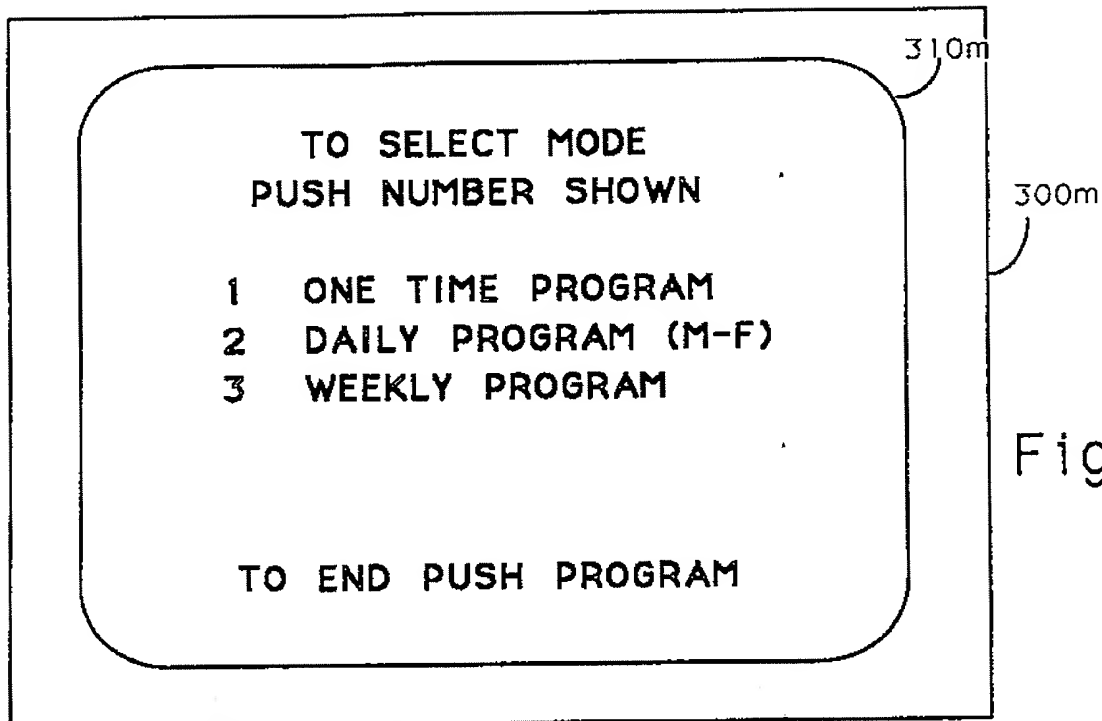 310m
TO SELECT MODE
PUSH NUMBER SHOWN
300m
1 ONE TIME PROGRAM
2 DAILY PROGRAM (M-F)
3 WEEKLY PROGRAM
Fig
TO END PUSH PROGRAM